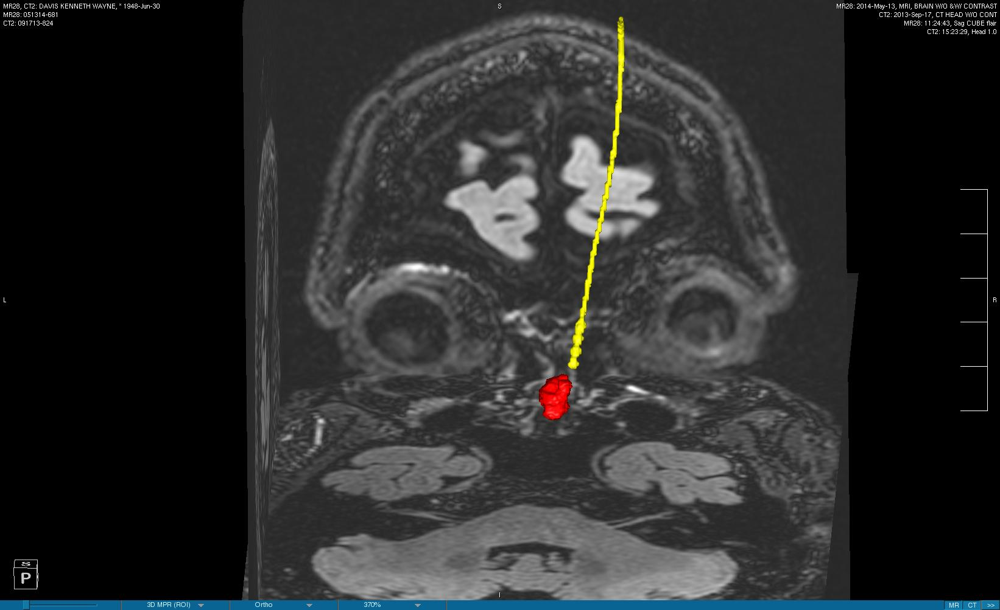 MR28, CT2: DAVIS KENNETH WAYNE, * 1948-Jun-30
MR28: 051314-681
CT2: 091713-824
S
MR28: 2014-May-13, MRI, BRAIN W/O &W/ CONTRAST
CT2: 2013-Sep-17, CT HEAD W/O CONT
MR28: 11:24:43, Sag CUBE flair
CT2: 15:23:29, Head 1.0
L
R
S
P
I
3D MPR (ROI)
Ortho
370%
MR
CT
>>